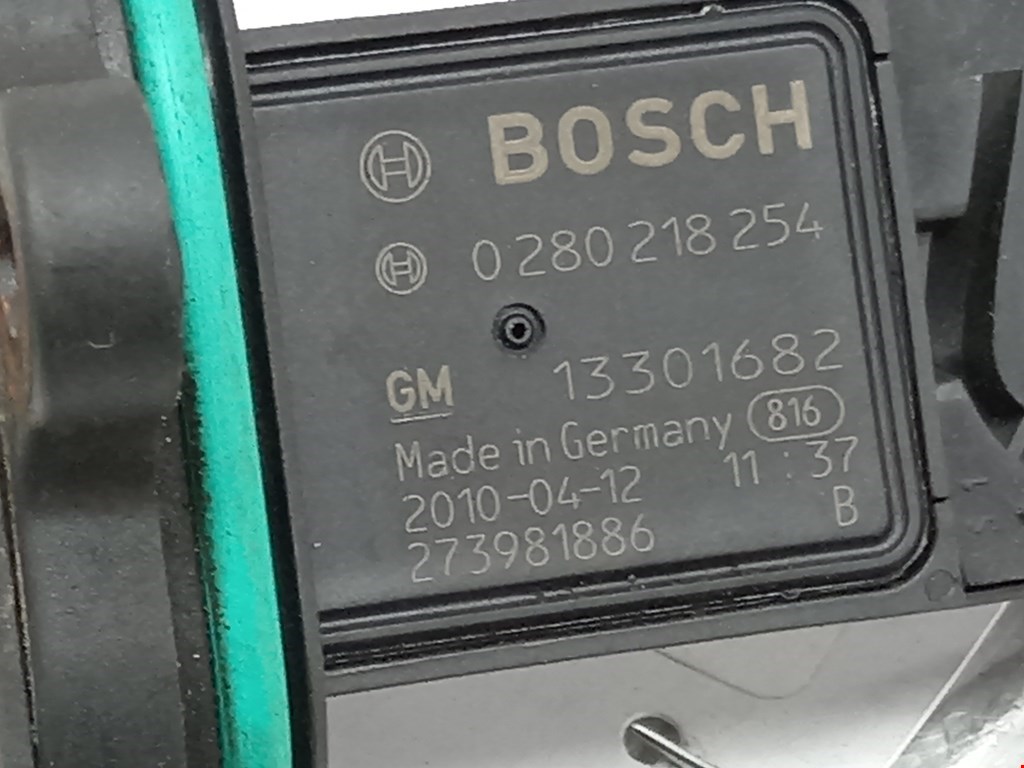 BOSCH
0 280 218 254
GM 13301682
Made in Germany 816
2010-04-12 11:37
273981886 B